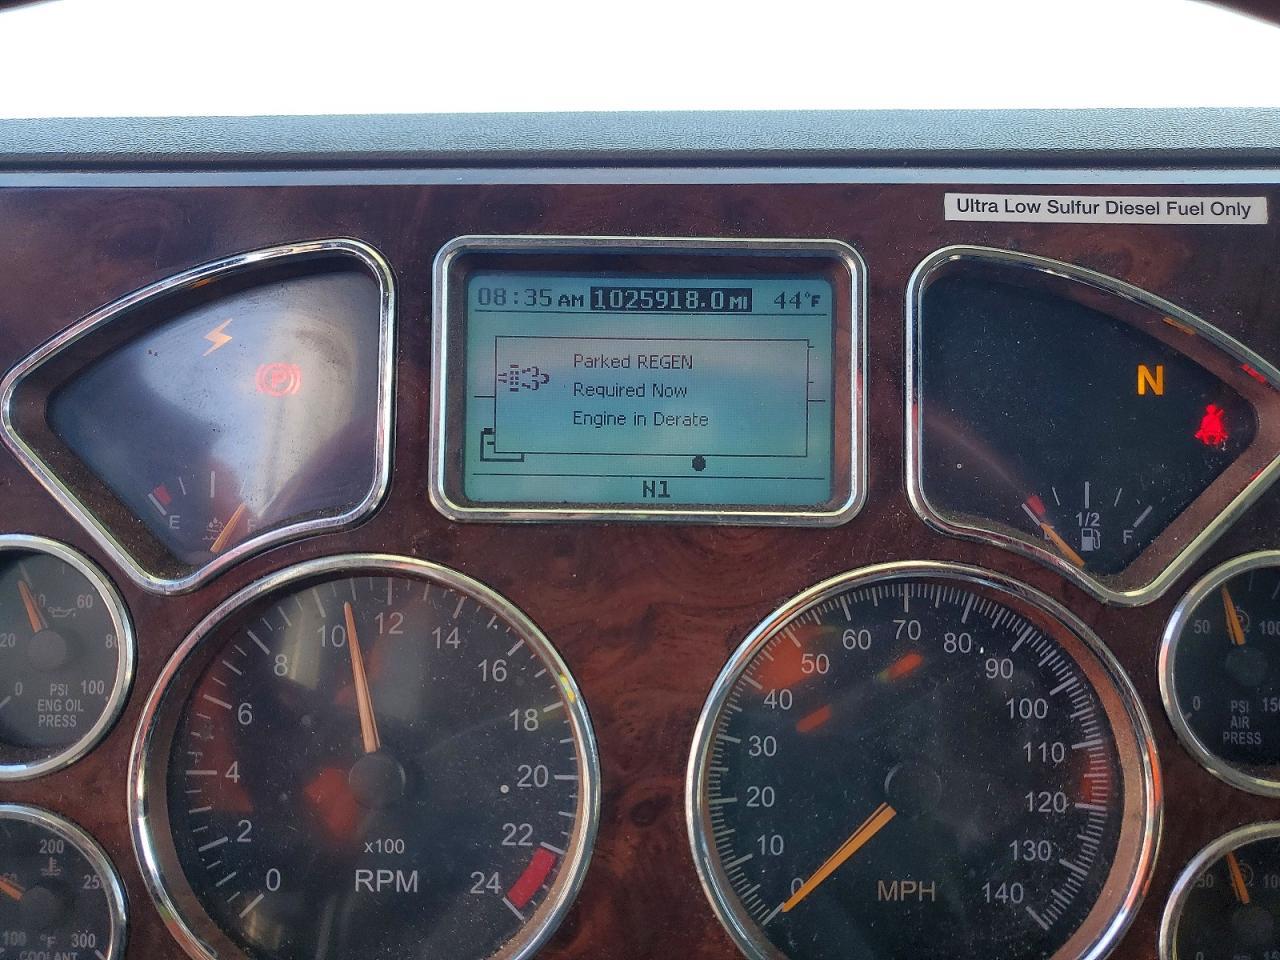 Ultra Low Sulfur Diesel Fuel Only
08:35 AM 1025918.0 MI 44°F
Parked REGEN
Required Now
Engine in Derate
N1
P
E
N
1/2
F
60
20
0
100
PSI
ENG OIL
PRESS
0
2
4
6
8
10
12
14
16
18
20
22
24
x100
RPM
0
10
20
30
40
50
60
70
80
90
100
110
120
130
140
MPH
50
100
0
PSI
AIR
PRESS
200
100
°F
300
COOLANT